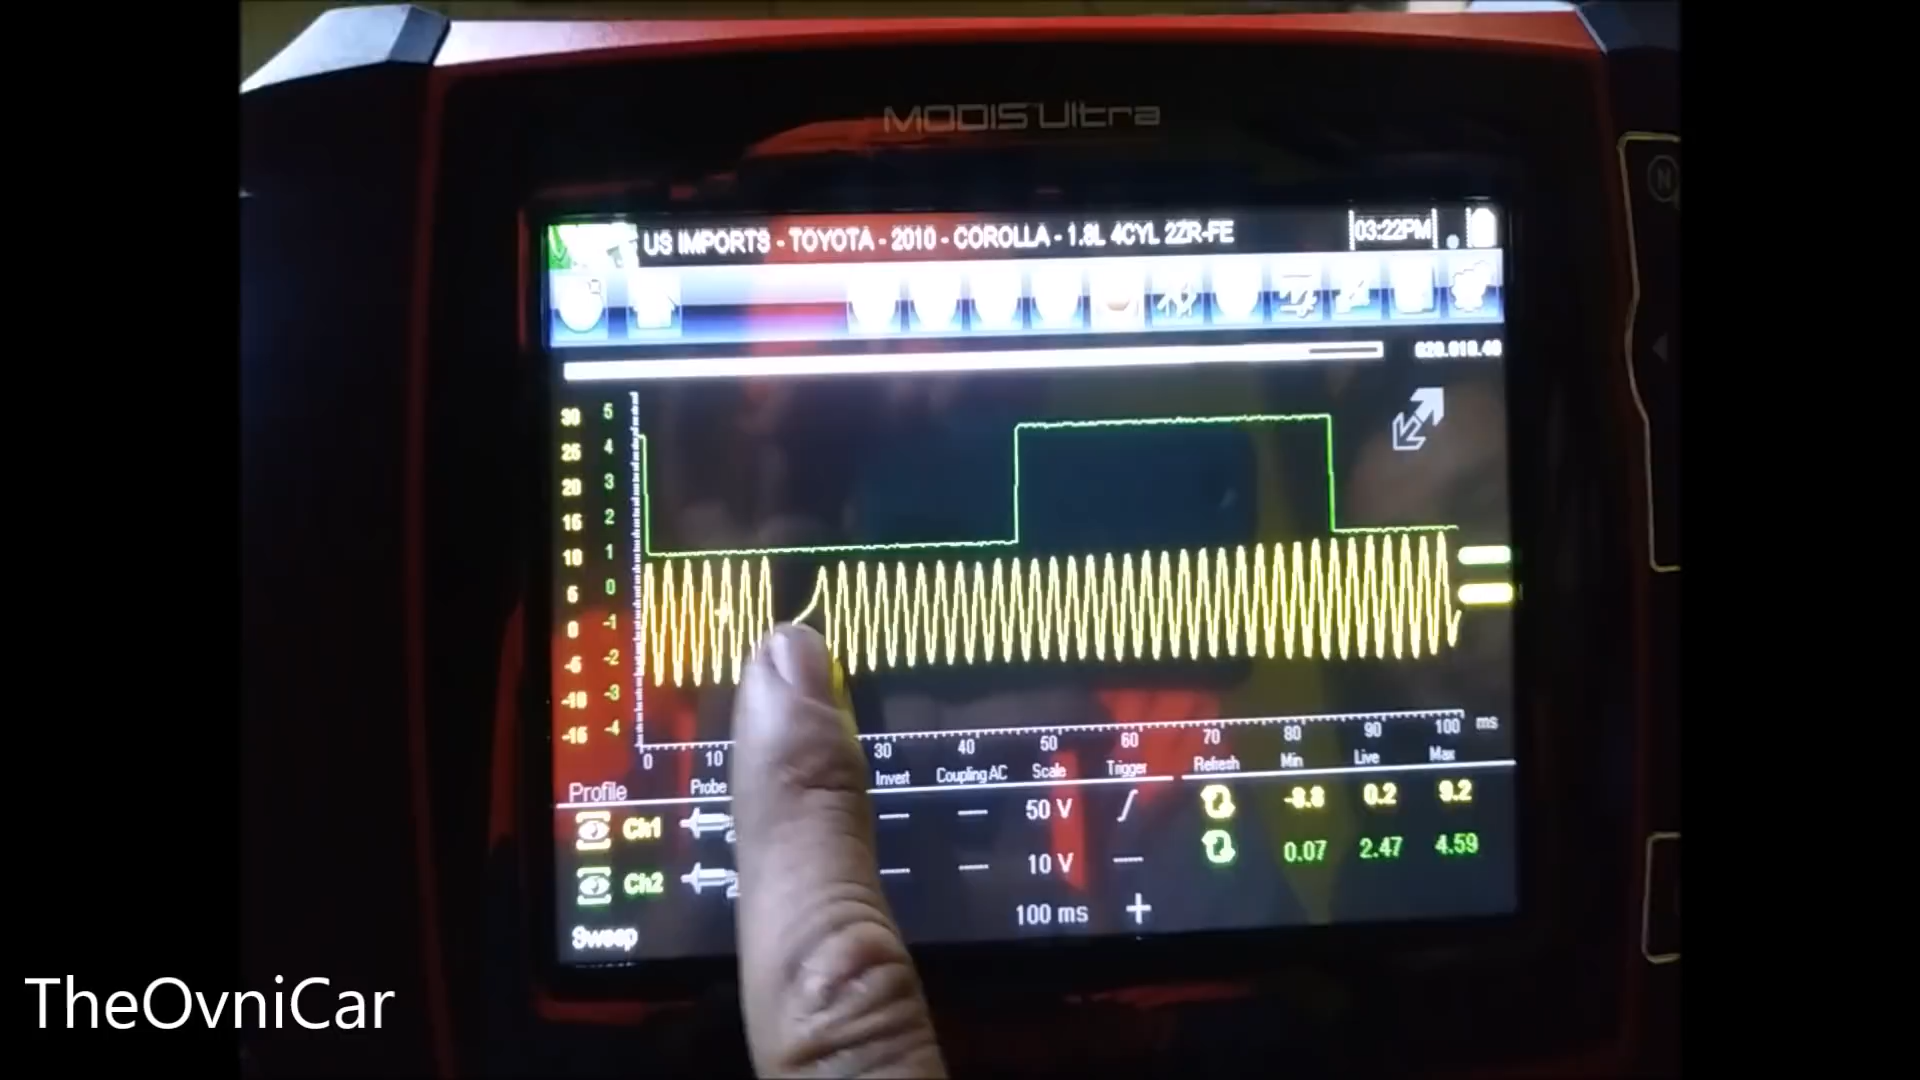 MODIS Ultra
US IMPORTS - TOYOTA - 2010 - COROLLA - 1.8L 4CYL 2ZR-FE 03:22PM
30 5
25 4
20 3
15 2
10 1
5 0
0 -1
-5 -2
-10 -3
-15 -4
0 10 30 40 50 60 70 80 90 100 ms
Profile Probe Invert Coupling AC Scale Trigger Refresh Min Live Max
Ch1 50 V -8.8 0.2 9.2
Ch2 10 V 0.07 2.47 4.59
Sweep 100 ms
N
TheOvniCar